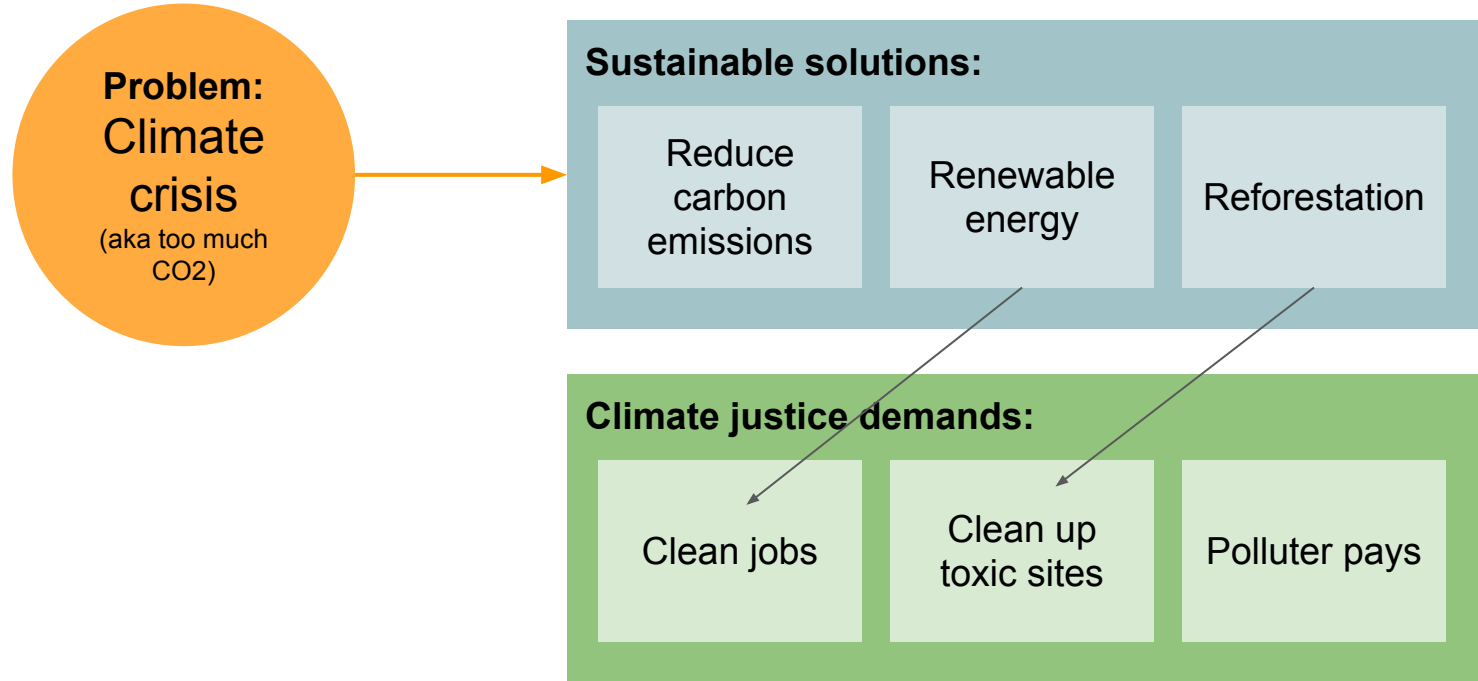 Problem:
Climate
crisis
(aka too much
CO2)
Sustainable solutions:
Reduce
carbon
emissions
Renewable
energy
Reforestation
Climate justice demands:
Clean jobs
Clean up
toxic sites
Polluter pays